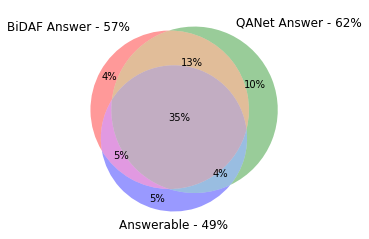 BiDAF Answer - 57%
QANet Answer - 62%
4%
13%
10%
35%
5%
4%
5%
Answerable - 49%